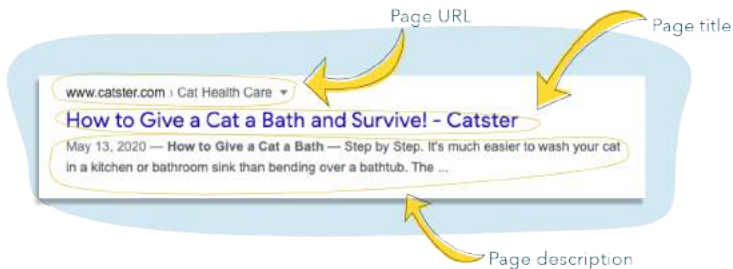 Page URL
Page title
www.catster.com › Cat Health Care
How to Give a Cat a Bath and Survive! - Catster
May 13, 2020 — How to Give a Cat a Bath — Step by Step. It's much easier to wash your cat
in a kitchen or bathroom sink than bending over a bathtub. The ...
Page description